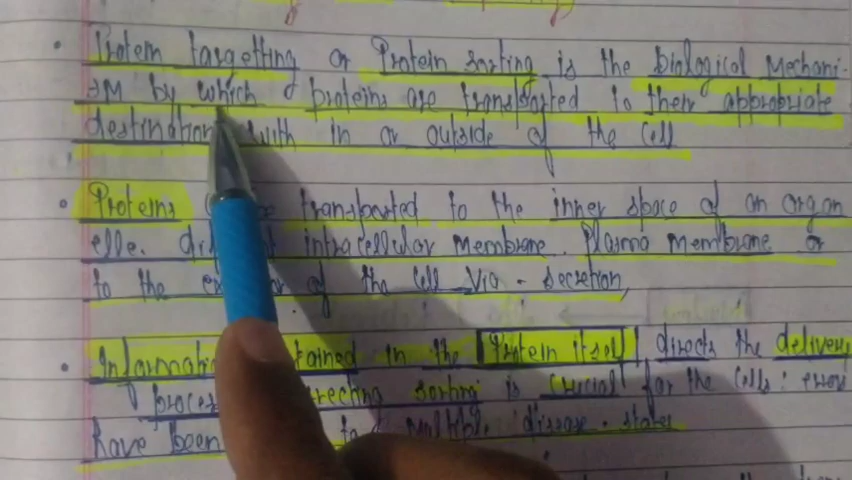 • Protein targetting or Protein sorting is the biological mechani-
sm by which proteins are transported to their appropriate
destination with in or outside of the cell
• Proteins transported to the inner space of an organ
elle. intracellular membrane. Plasma membrane or
to the of the cell via - secretion,
• Information in the Protein itself directs the delivery
sorting is crucial for the cells: errors
have been to multiple disease - states